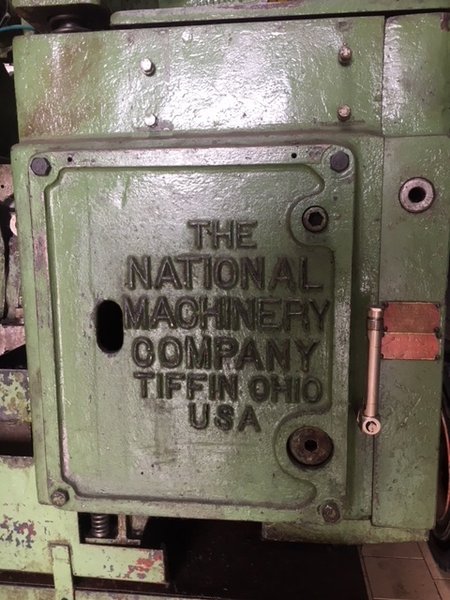 THE
NATIONAL
MACHINERY
COMPANY
TIFFIN OHIO
USA